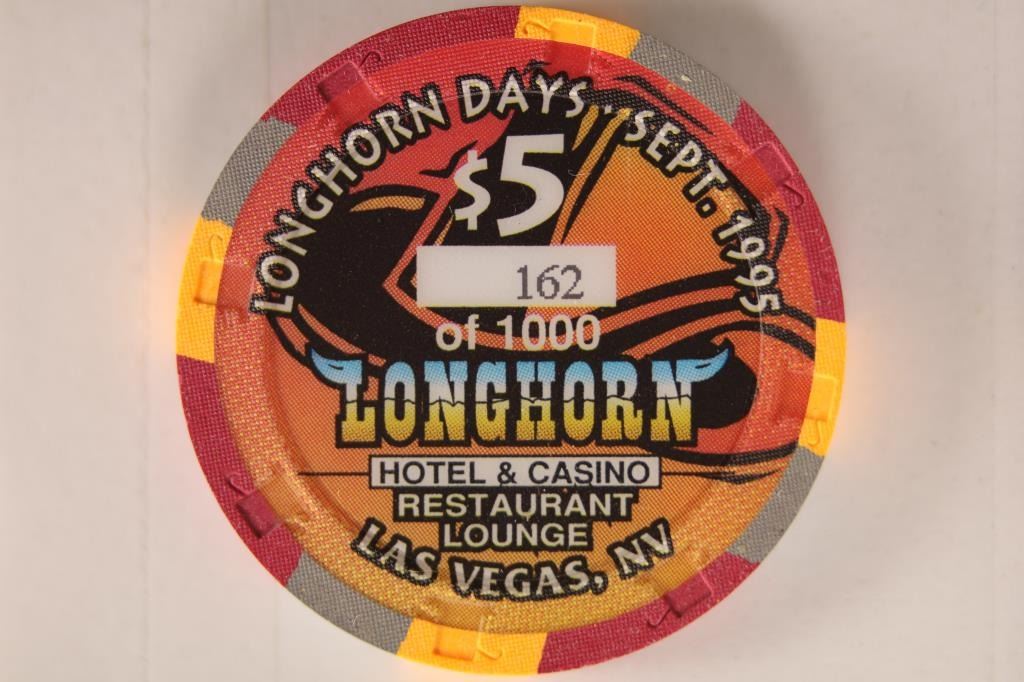 LONGHORN DAYS · SEPT. 1995
$5
162
of 1000
LONGHORN
HOTEL & CASINO
RESTAURANT
LOUNGE
LAS VEGAS, NV